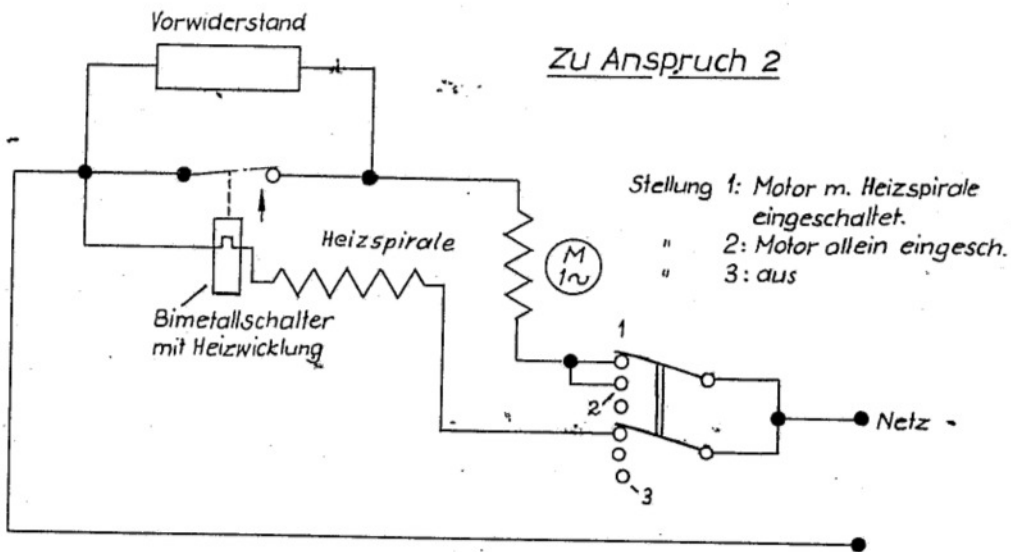 Vorwiderstand
Zu Anspruch 2
Stellung 1: Motor m. Heizspirale
eingeschaltet.
" 2: Motor allein eingesch.
" 3: aus
Heizspirale
M
1~
Bimetallschalter
mit Heizwicklung
1
2
3
Netz